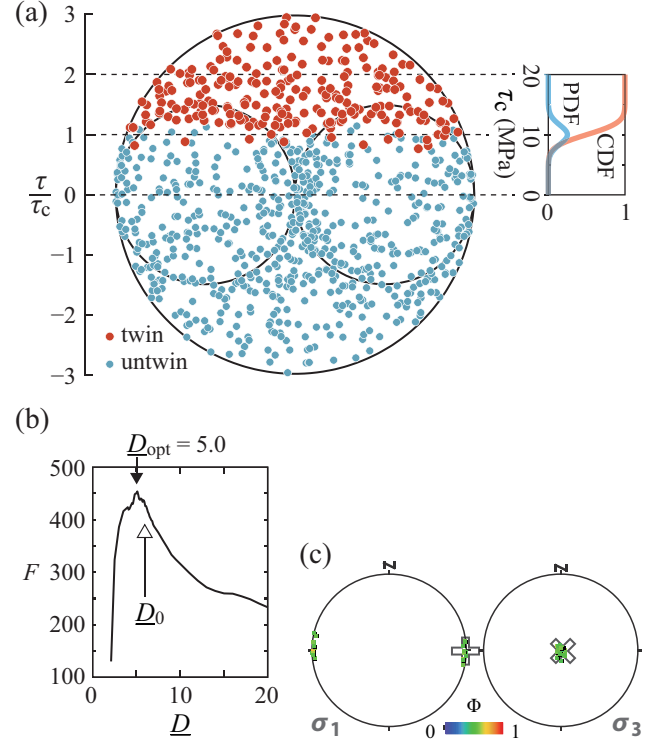 (a)
3
2
1
0
−1
−2
−3
τ/τc
twin
untwin
20
10
0
τc (MPa)
PDF
CDF
0 1
(b)
Dopt = 5.0
500
400
300
200
100
F
D0
0 10 20
D
(c)
N N
Φ
σ1 0 1 σ3